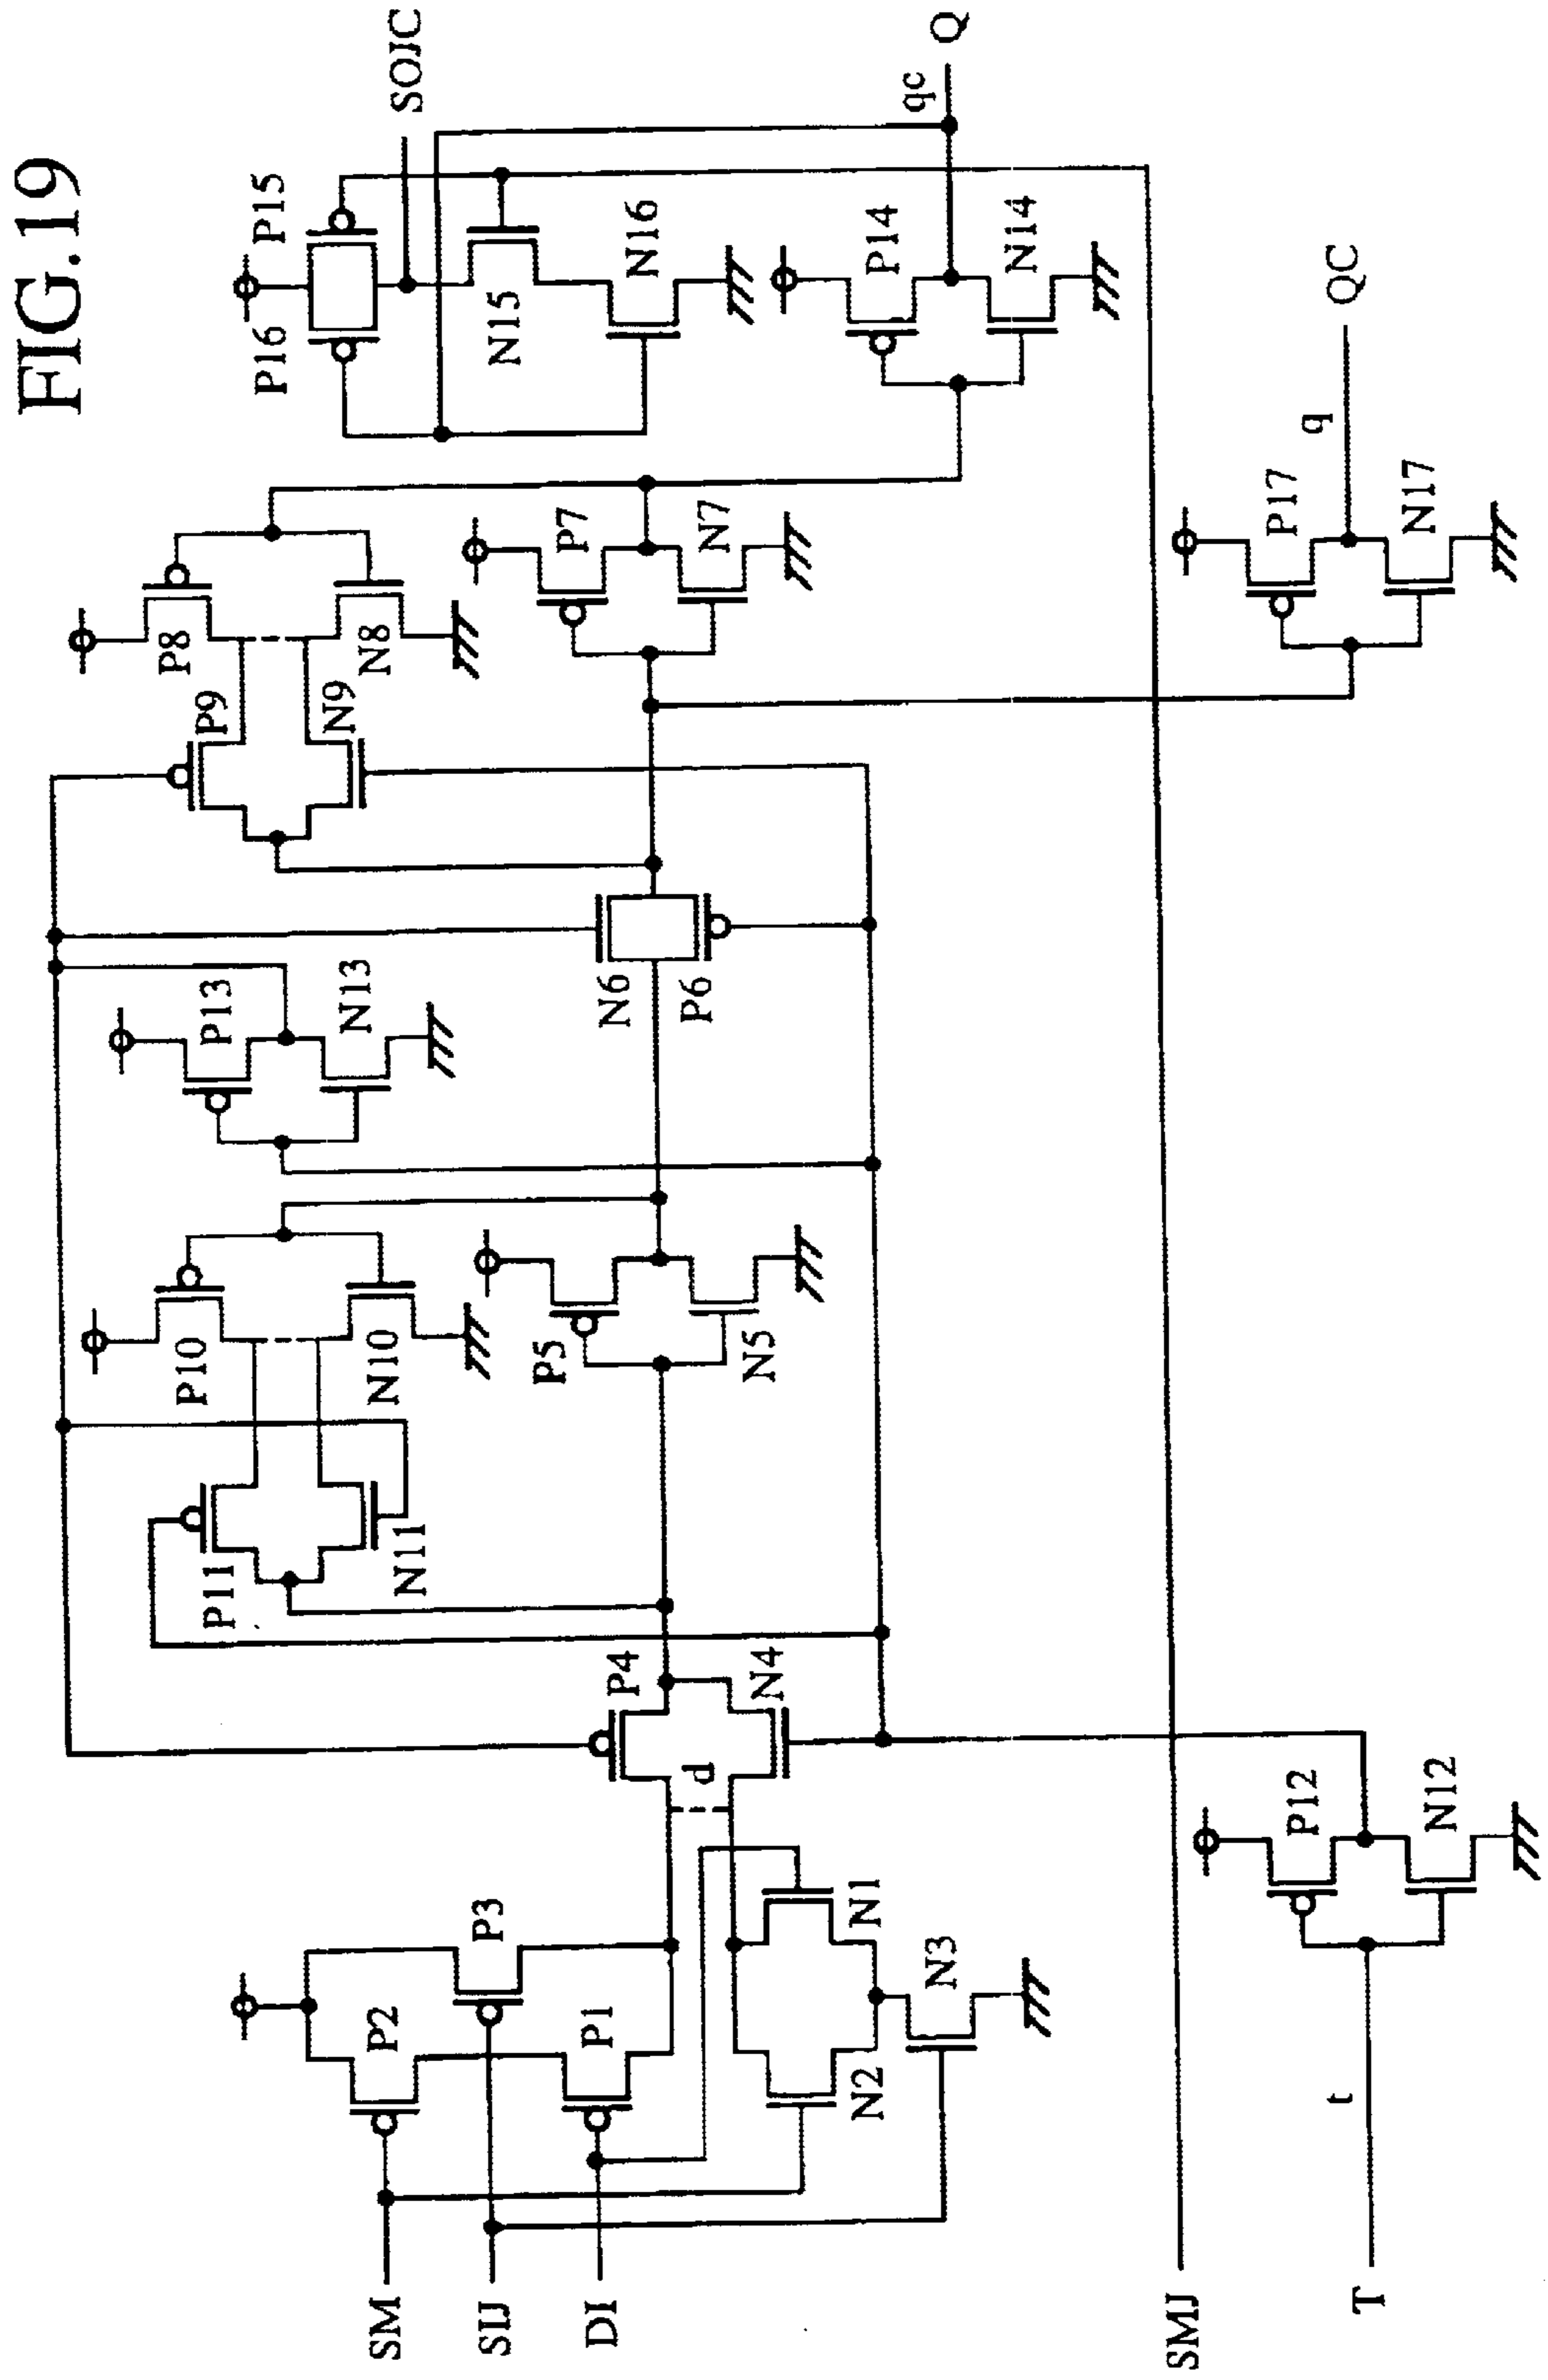 FIG.19
SM
SIJ
DI
SMJ
T
t
P2
P3
P1
N2
N1
N3
d
P4
N4
P12
N12
P11
N11
P10
N10
P5
N5
P13
N13
N6
P6
P9
N9
P8
N8
P7
N7
P17
N17
q
QC
P16
P15
N15
N16
SOJC
P14
N14
qc
Q